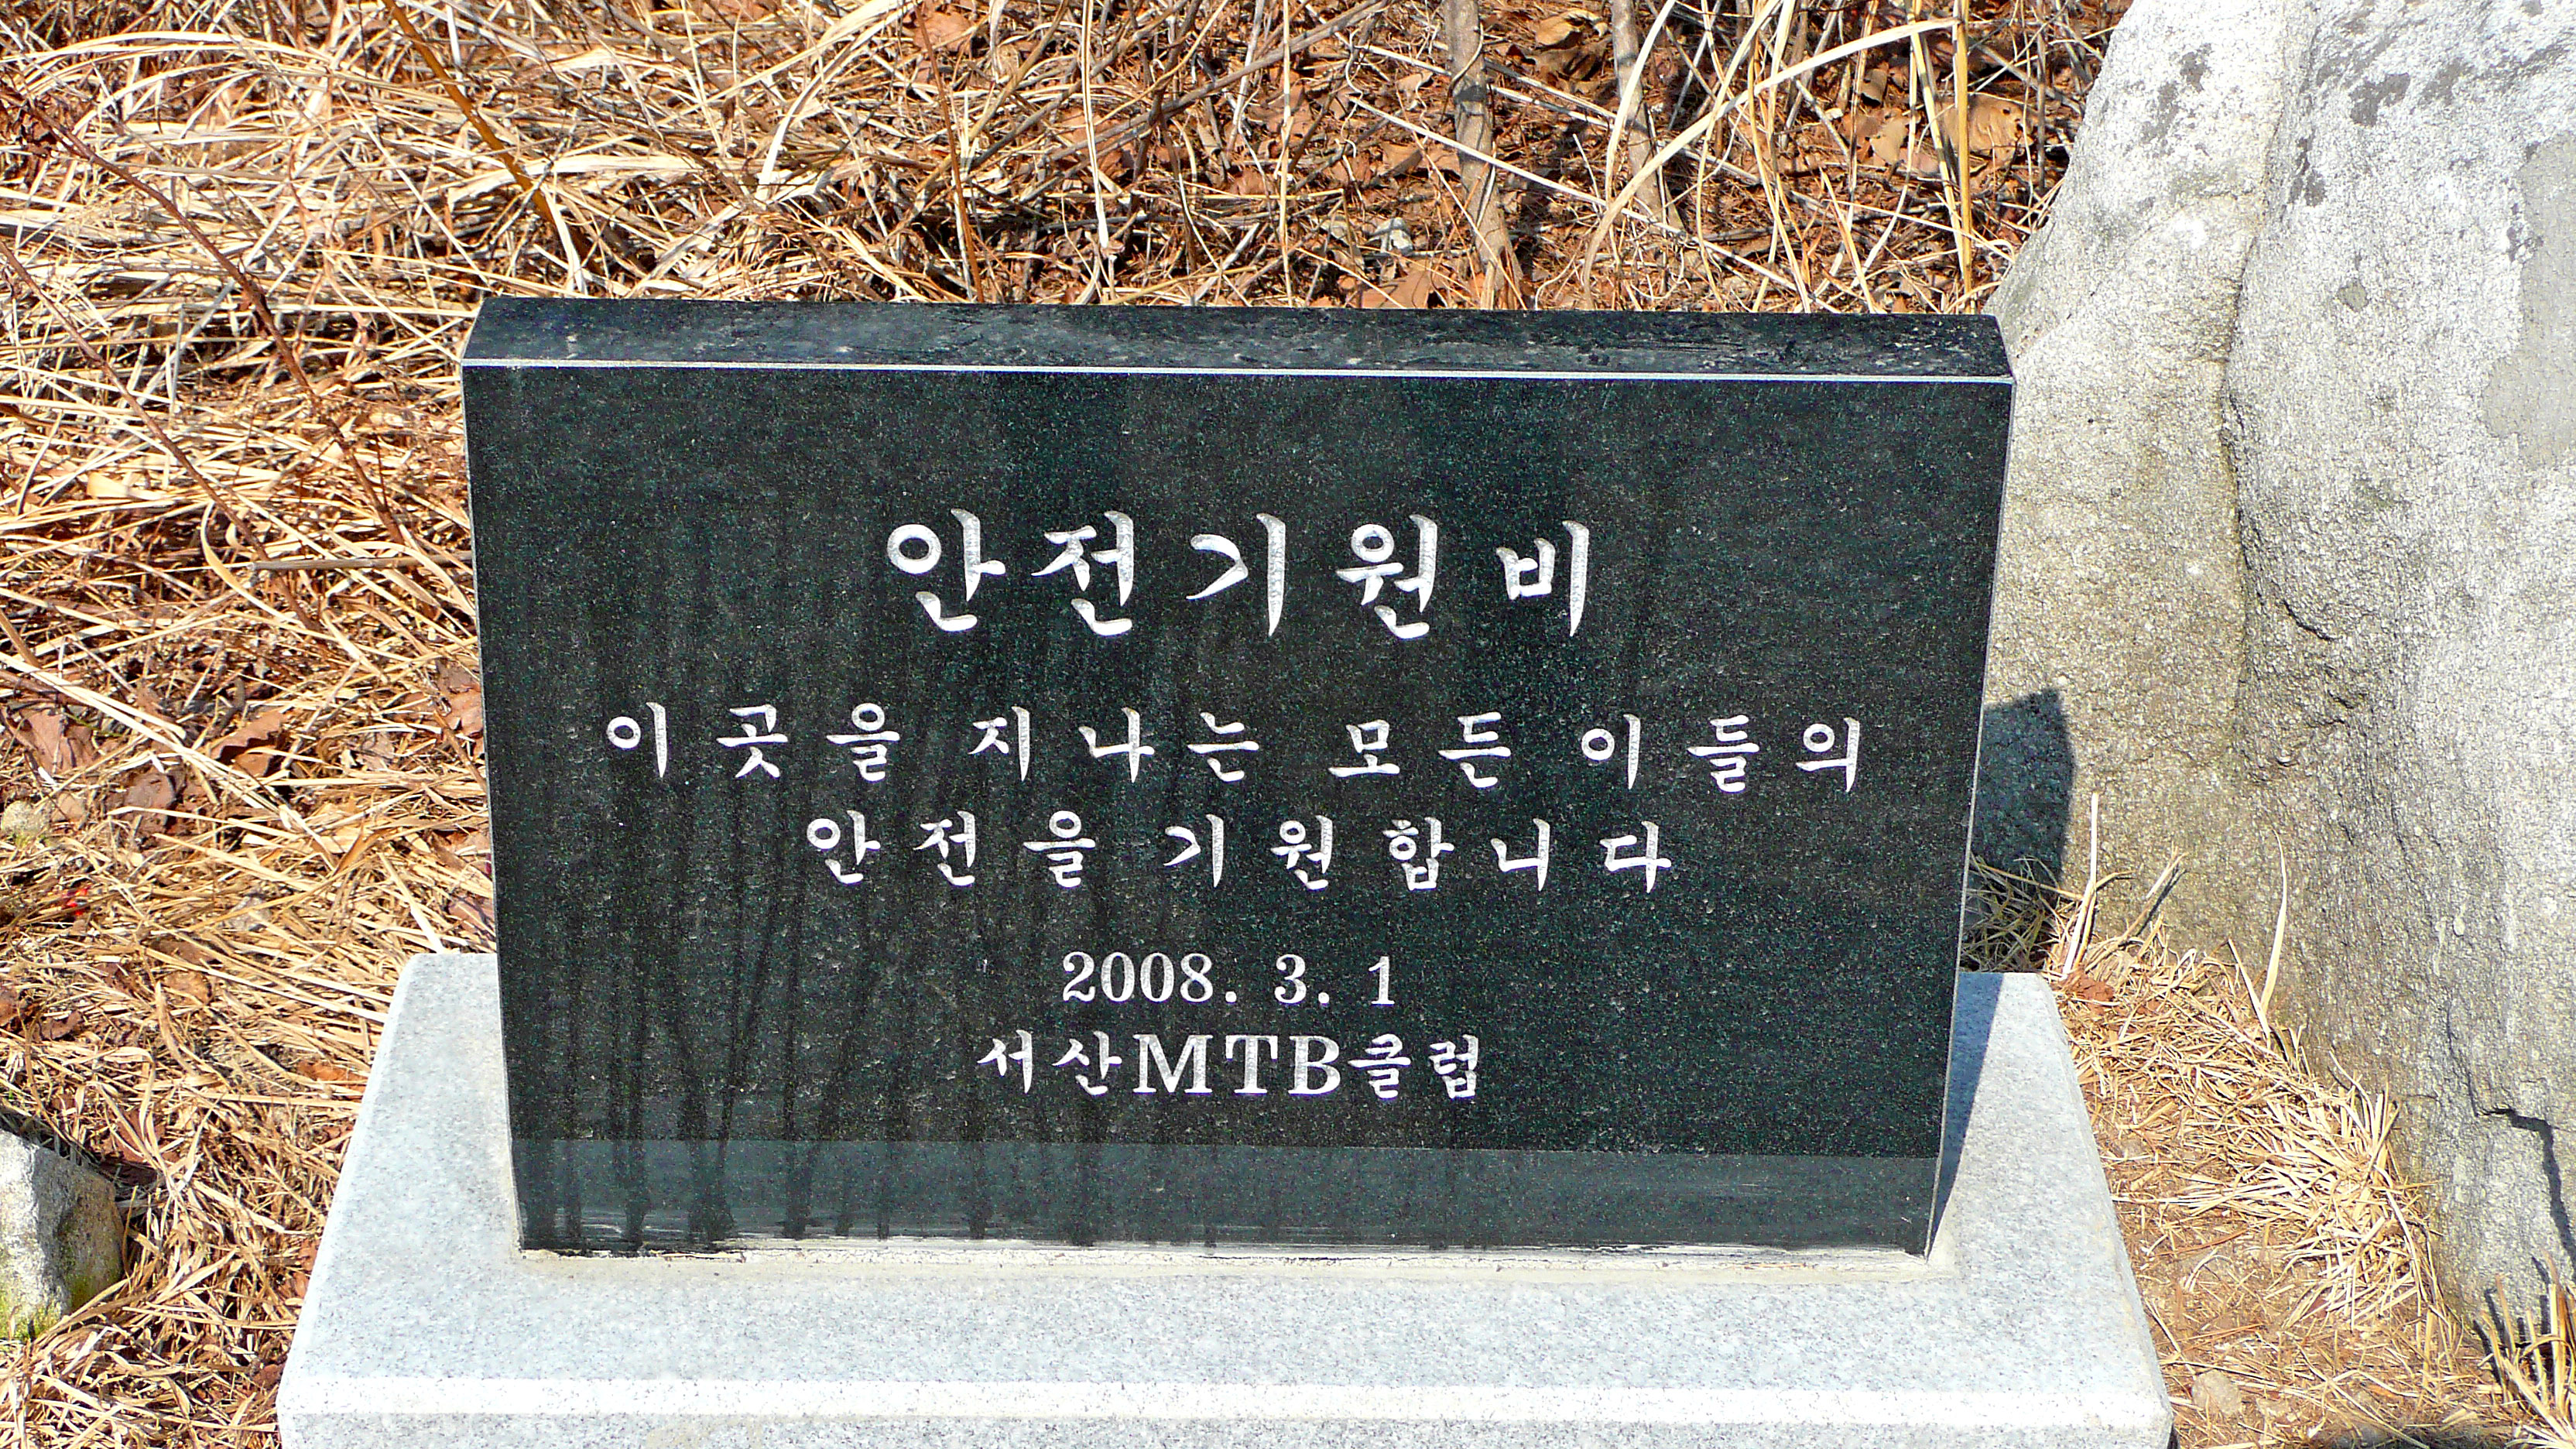 안전기원비
이곳을 지나는 모든 이들의
안전을 기원합니다
2008. 3. 1
서산MTB클럽